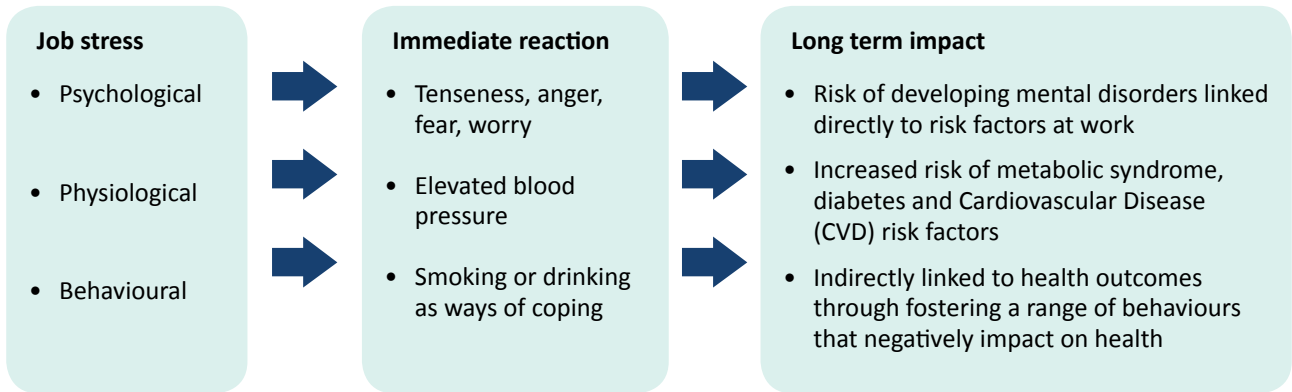 Job stress
• Psychological
• Physiological
• Behavioural
Immediate reaction
• Tenseness, anger,
fear, worry
• Elevated blood
pressure
• Smoking or drinking
as ways of coping
Long term impact
• Risk of developing mental disorders linked
directly to risk factors at work
• Increased risk of metabolic syndrome,
diabetes and Cardiovascular Disease
(CVD) risk factors
• Indirectly linked to health outcomes
through fostering a range of behaviours
that negatively impact on health